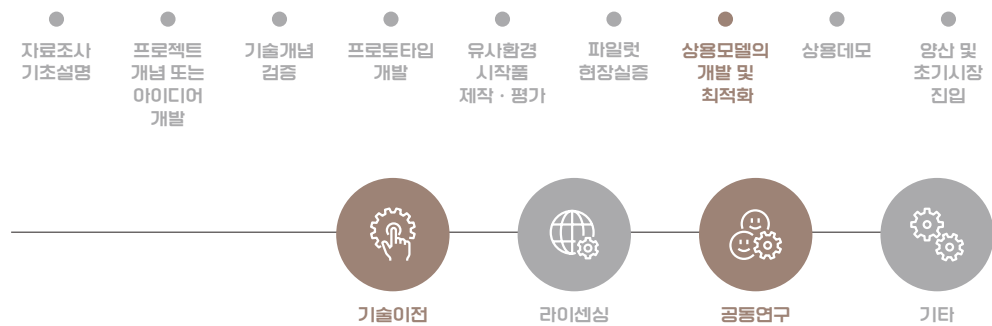 자료조사
기초설명
프로젝트
개념 또는
아이디어
개발
기술개념
검증
프로토타입
개발
유사환경
시작품
제작 · 평가
파일럿
현장실증
상용모델의
개발 및
최적화
상용데모
양산 및
초기시장
진입
기술이전
라이센싱
공동연구
기타